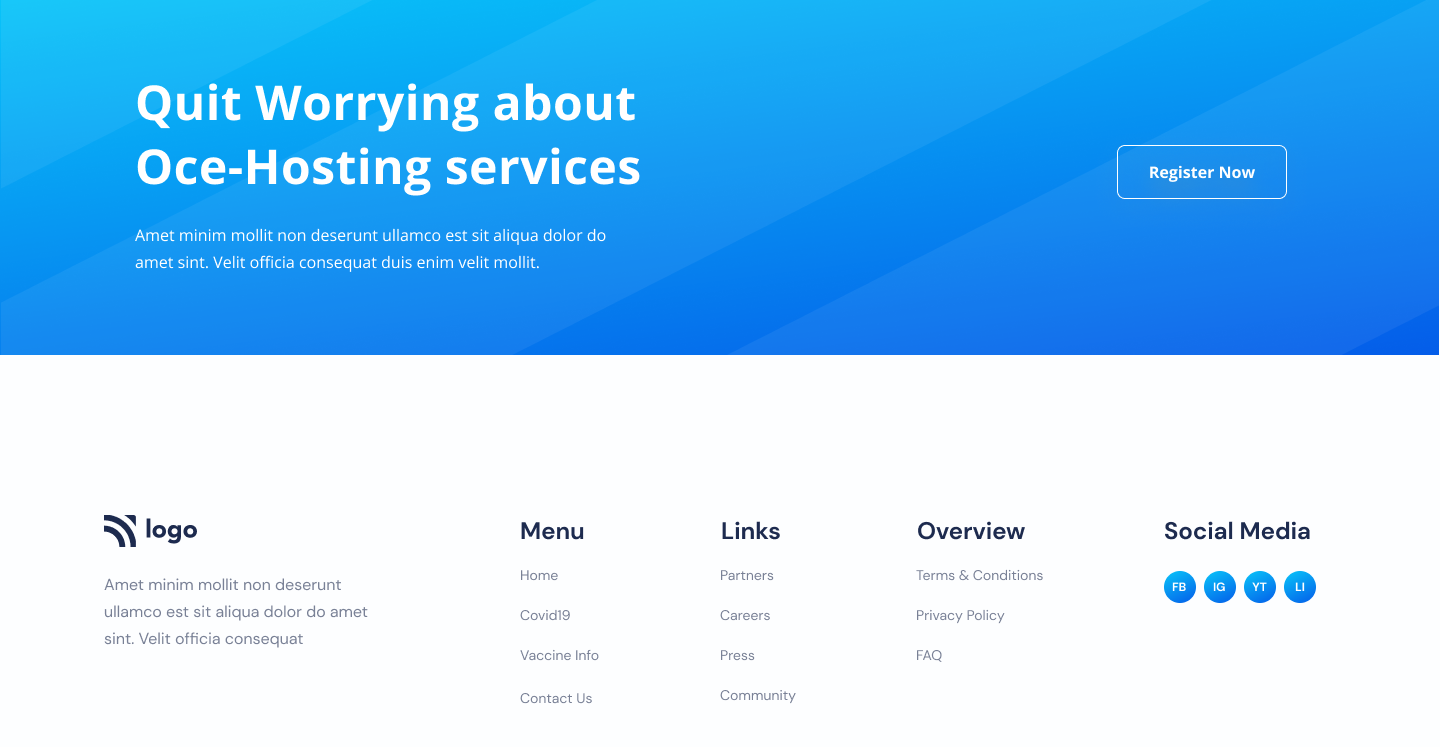 Quit Worrying about
Oce-Hosting services
Amet minim mollit non deserunt ullamco est sit aliqua dolor do
amet sint. Velit officia consequat duis enim velit mollit.
Register Now
logo
Amet minim mollit non deserunt
ullamco est sit aliqua dolor do amet
sint. Velit officia consequat
Menu
Home
Covid19
Vaccine Info
Contact Us
Links
Partners
Careers
Press
Community
Overview
Terms & Conditions
Privacy Policy
FAQ
Social Media
FB IG YT LI